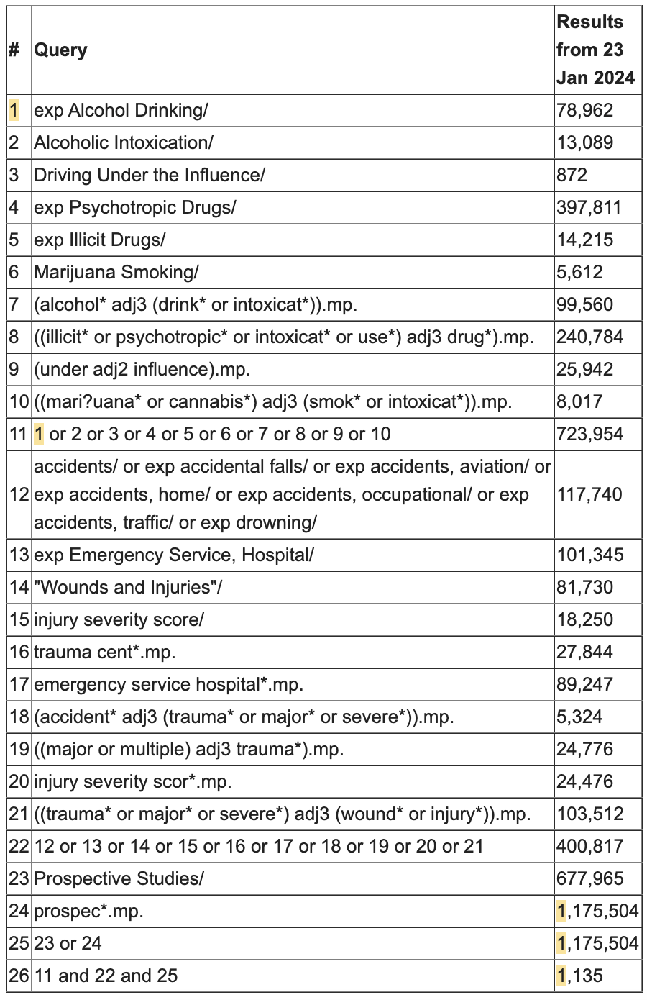 # Query Results from 23 Jan 2024
1 exp Alcohol Drinking/ 78,962
2 Alcoholic Intoxication/ 13,089
3 Driving Under the Influence/ 872
4 exp Psychotropic Drugs/ 397,811
5 exp Illicit Drugs/ 14,215
6 Marijuana Smoking/ 5,612
7 (alcohol* adj3 (drink* or intoxicat*)).mp. 99,560
8 ((illicit* or psychotropic* or intoxicat* or use*) adj3 drug*).mp. 240,784
9 (under adj2 influence).mp. 25,942
10 ((mari?uana* or cannabis*) adj3 (smok* or intoxicat*)).mp. 8,017
11 1 or 2 or 3 or 4 or 5 or 6 or 7 or 8 or 9 or 10 723,954
12 accidents/ or exp accidental falls/ or exp accidents, aviation/ or
exp accidents, home/ or exp accidents, occupational/ or exp
accidents, traffic/ or exp drowning/ 117,740
13 exp Emergency Service, Hospital/ 101,345
14 "Wounds and Injuries"/ 81,730
15 injury severity score/ 18,250
16 trauma cent*.mp. 27,844
17 emergency service hospital*.mp. 89,247
18 (accident* adj3 (trauma* or major* or severe*)).mp. 5,324
19 ((major or multiple) adj3 trauma*).mp. 24,776
20 injury severity scor*.mp. 24,476
21 ((trauma* or major* or severe*) adj3 (wound* or injury*)).mp. 103,512
22 12 or 13 or 14 or 15 or 16 or 17 or 18 or 19 or 20 or 21 400,817
23 Prospective Studies/ 677,965
24 prospec*.mp. 1,175,504
25 23 or 24 1,175,504
26 11 and 22 and 25 1,135